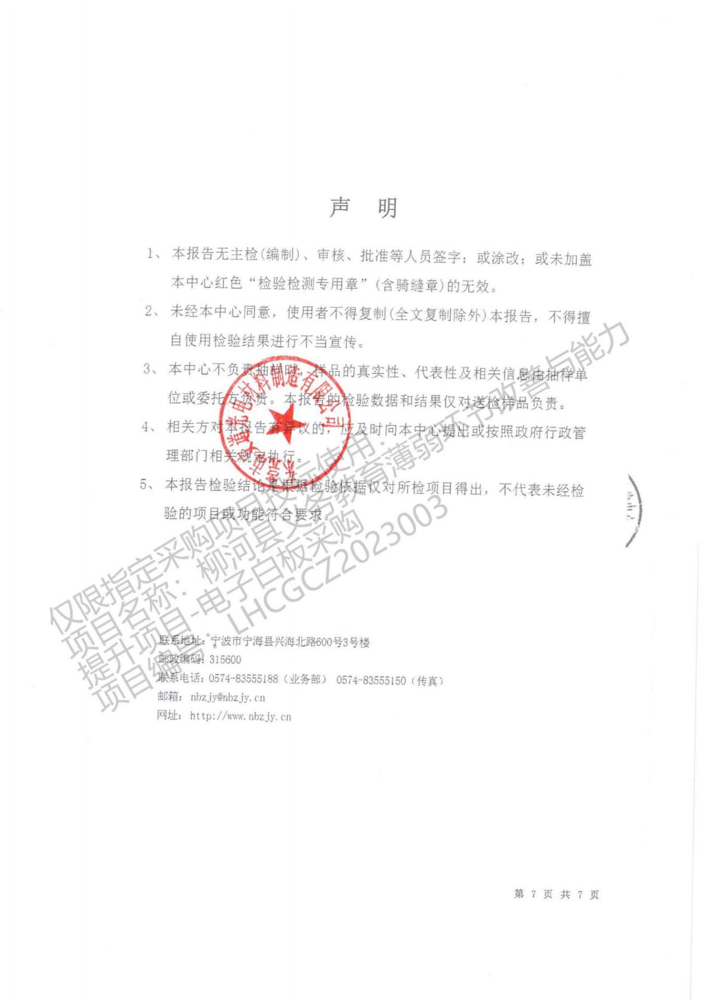 声 明
1、本报告无主检(编制)、审核、批准等人员签字；或涂改；或未加盖
本中心红色“检验检测专用章”(含骑缝章)的无效。
2、未经本中心同意，使用者不得复制(全文复制除外)本报告，不得擅
自使用检验结果进行不当宣传。
3、本中心不负责抽样时，样品的真实性、代表性及相关信息由抽样单
位或委托方负责。本报告的检验数据和结果仅对送检样品负责。
4、相关方对本报告有异议的，应及时向本中心提出或按照政府行政管
理部门相关规定执行。
5、本报告检验结论是根据检验依据仅对所检项目得出，不代表未经检
验的项目或功能符合要求。
东莞市安道光电材料制造有限公司
仅限指定采购项目投标使用.
项目名称：柳河县义务教育薄弱环节改善与能力
提升项目-电子白板采购
项目编号：LHCGCZ2023003
联系地址：宁波市宁海县兴海北路600号3号楼
邮政编码：315600
联系电话：0574-83555188（业务部） 0574-83555150（传真）
邮箱： nbzjy@nbzjy.cn
网址： http://www.nbzjy.cn
第 7 页 共 7 页